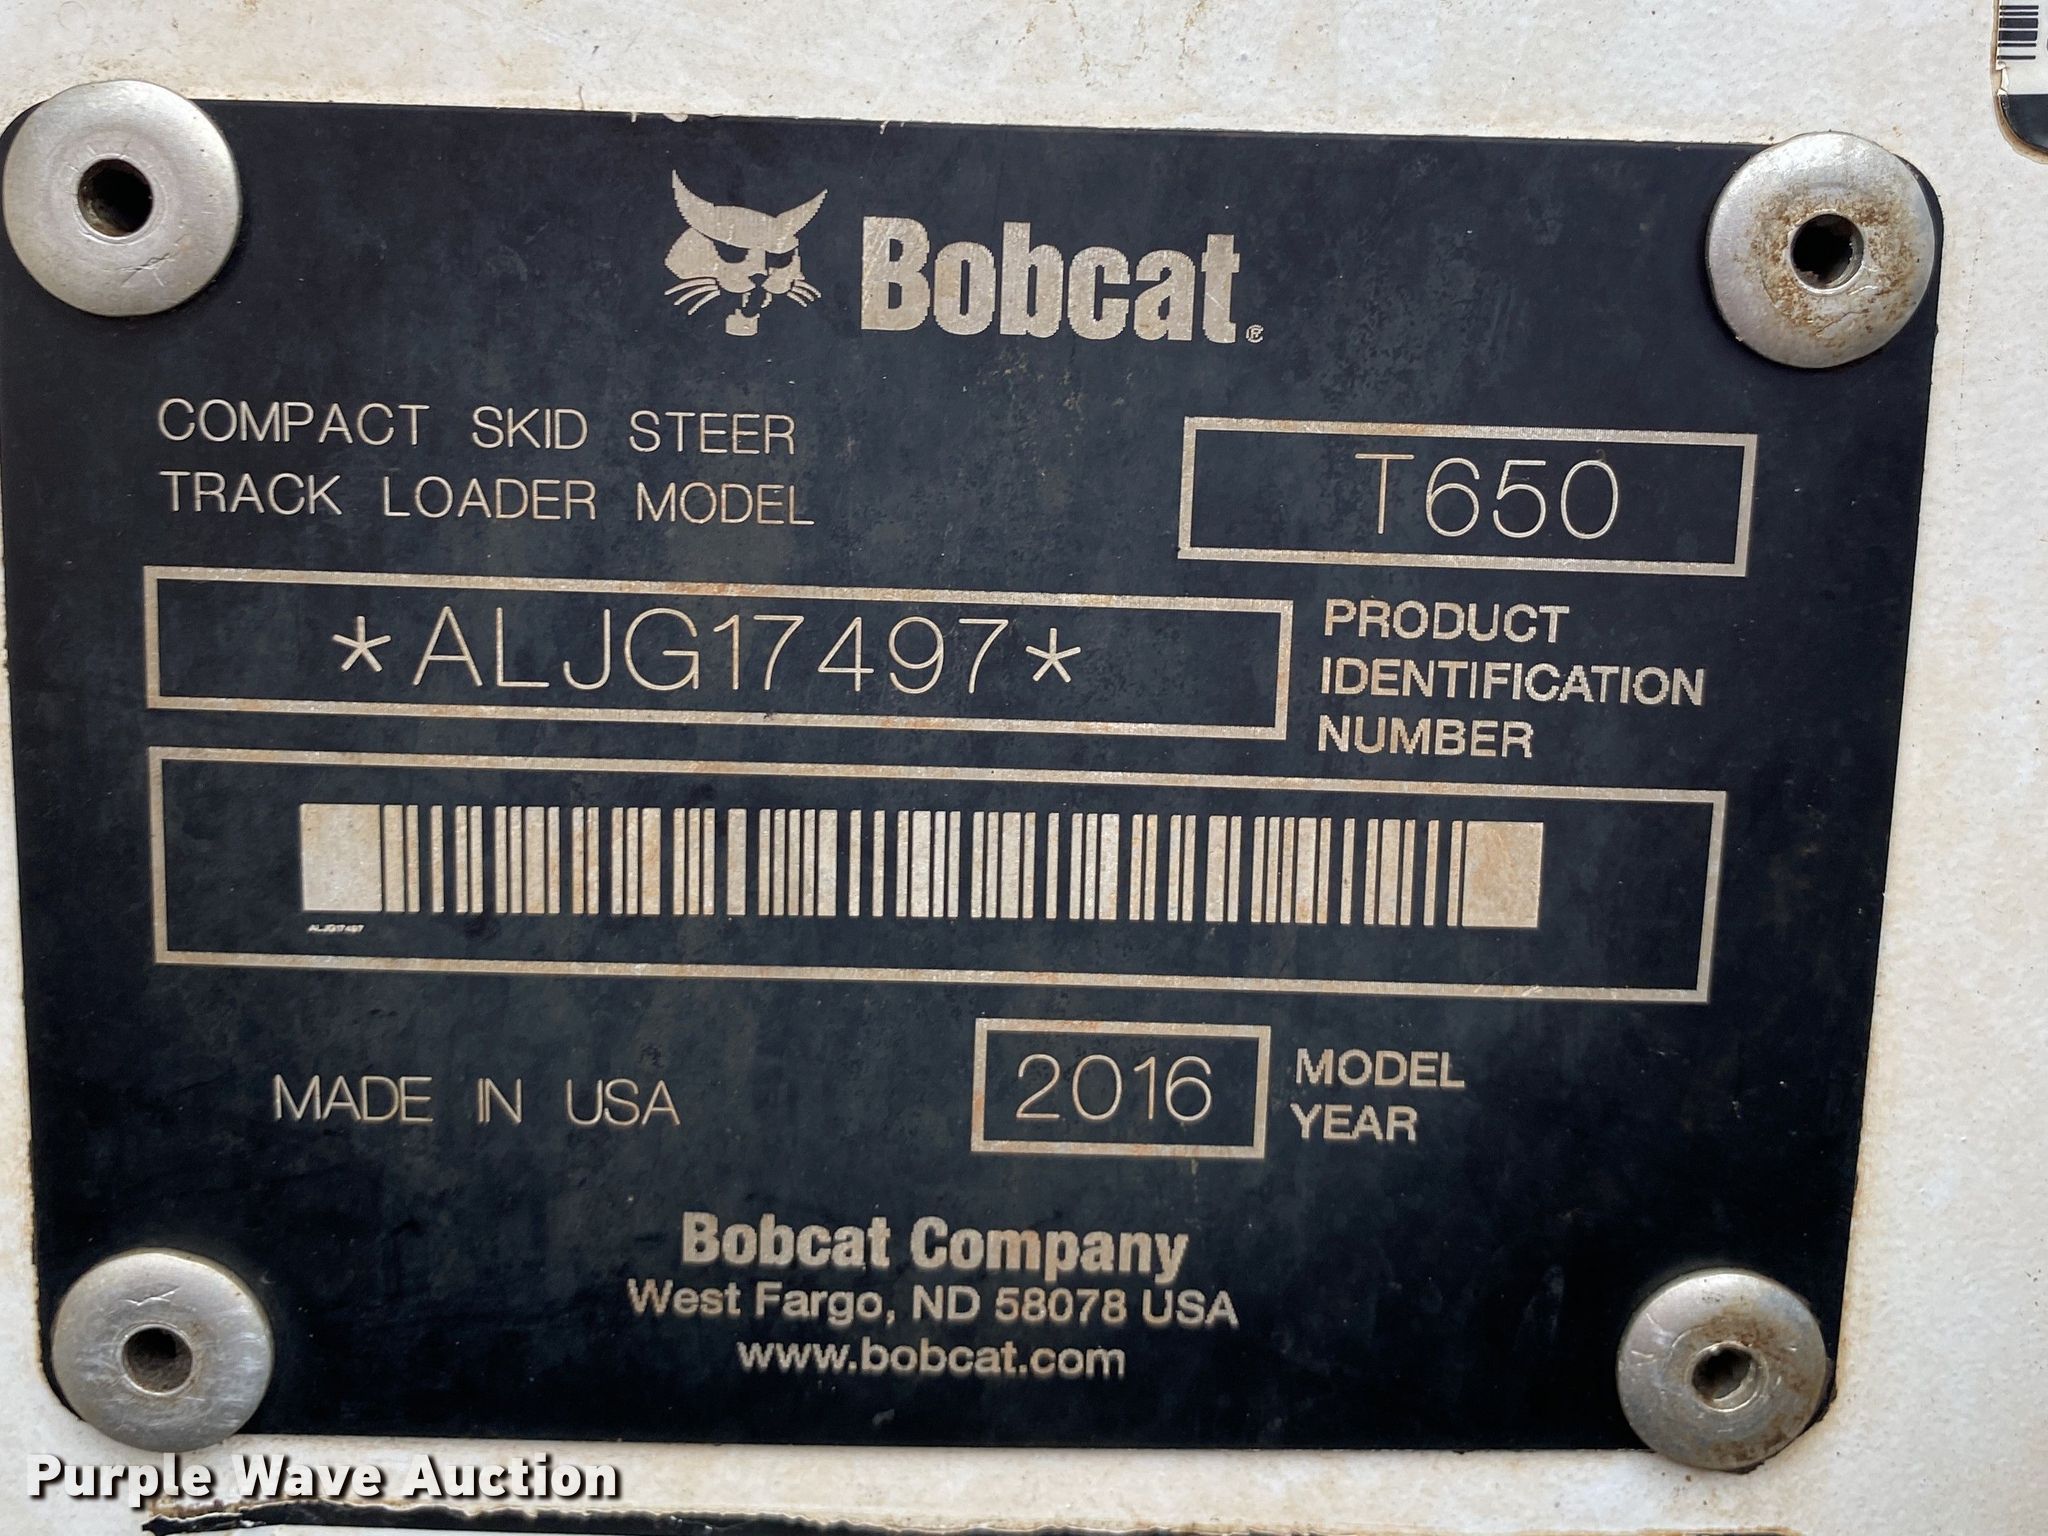 Bobcat®
COMPACT SKID STEER
TRACK LOADER MODEL
T650
*ALJG17497*
PRODUCT
IDENTIFICATION
NUMBER
ALJG17497
MADE IN USA
2016
MODEL
YEAR
Bobcat Company
West Fargo, ND 58078 USA
www.bobcat.com
Purple Wave Auction